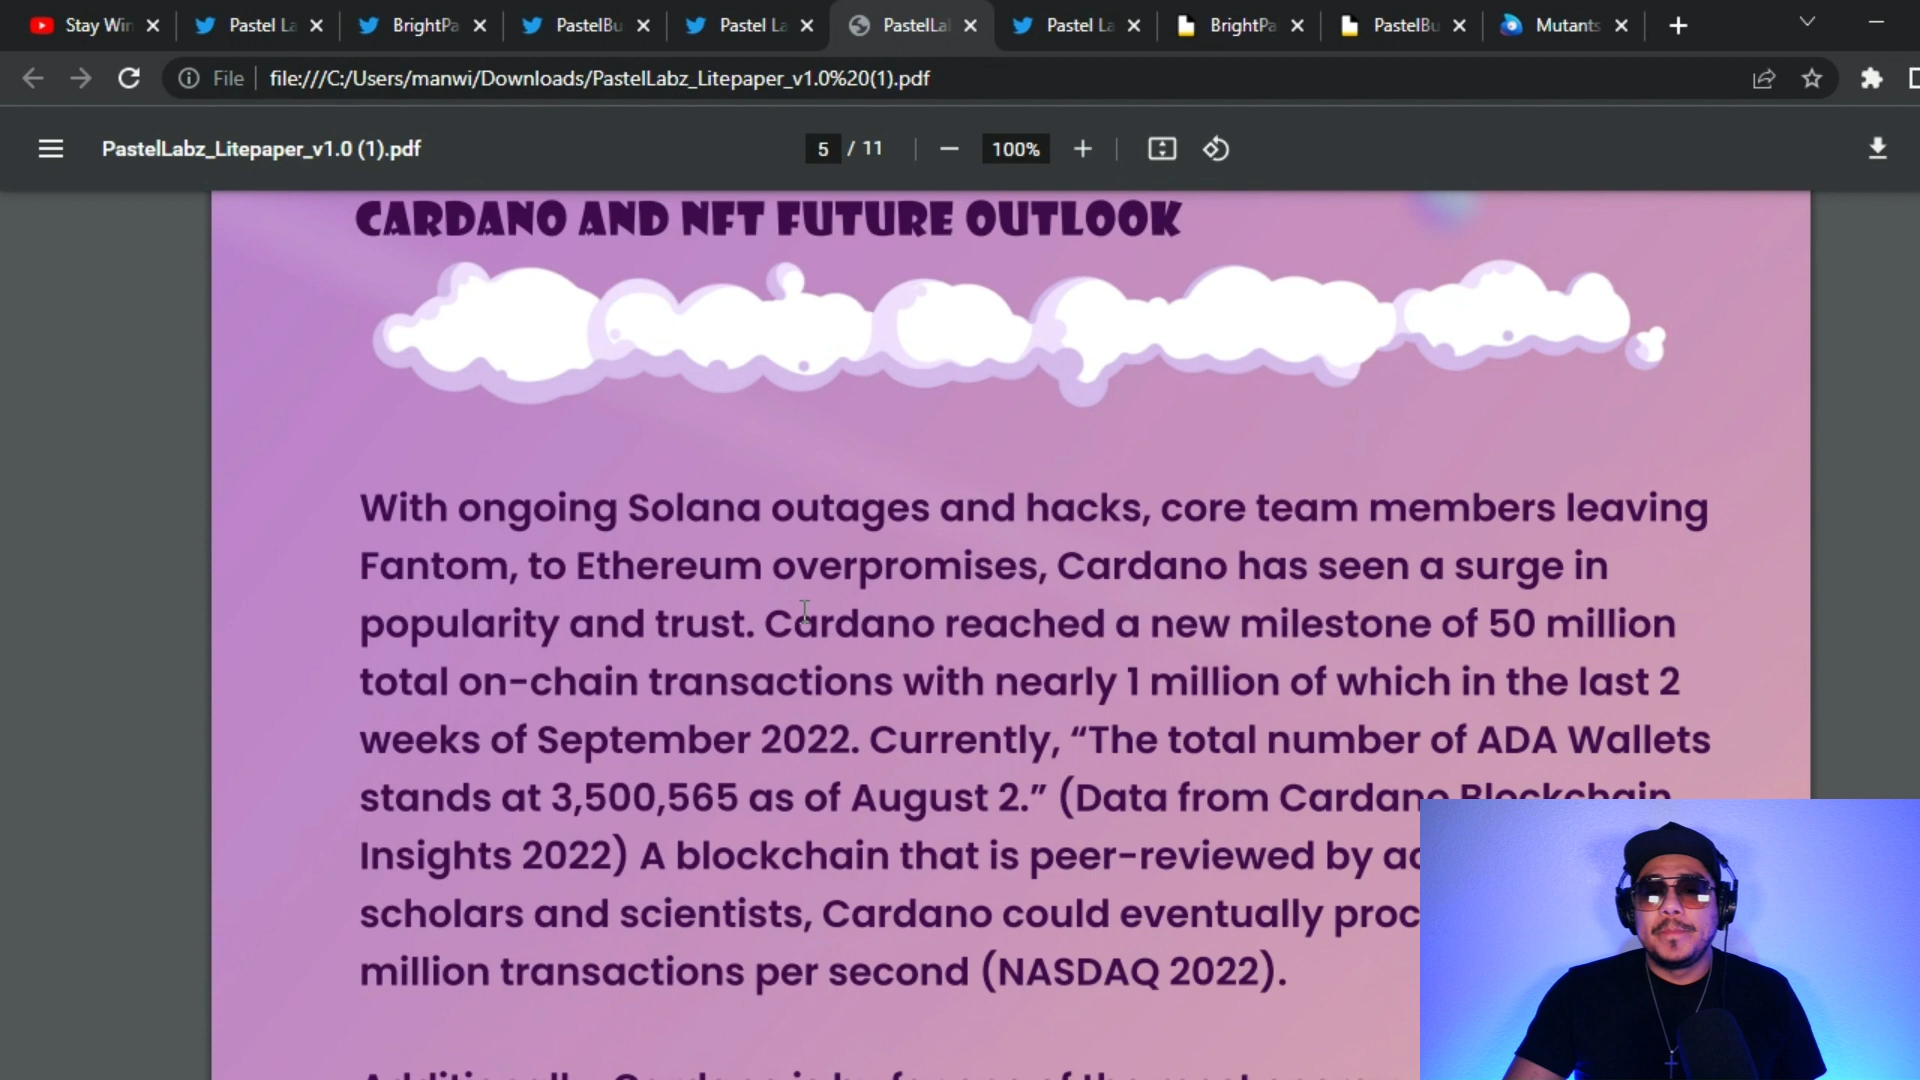 Stay Win
Pastel La
BrightPa
PastelBu
Pastel La
PastelLa
Pastel La
BrightPa
PastelBu
Mutants
File
file:///C:/Users/manwi/Downloads/PastelLabz_Litepaper_v1.0%20(1).pdf
PastelLabz_Litepaper_v1.0 (1).pdf
5 / 11
100%
CARDANO AND NFT FUTURE OUTLOOK
With ongoing Solana outages and hacks, core team members leaving
Fantom, to Ethereum overpromises, Cardano has seen a surge in
popularity and trust. Cardano reached a new milestone of 50 million
total on-chain transactions with nearly 1 million of which in the last 2
weeks of September 2022. Currently, “The total number of ADA Wallets
stands at 3,500,565 as of August 2.” (Data from Cardano Blockchain
Insights 2022) A blockchain that is peer-reviewed by
scholars and scientists, Cardano could eventually proc
million transactions per second (NASDAQ 2022).